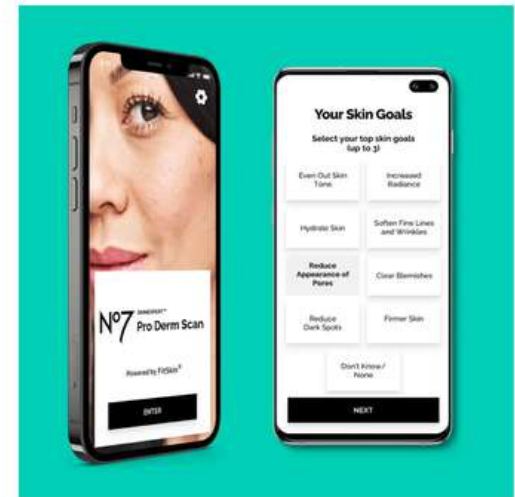 No7 DERMEXPERT™
Pro Derm Scan
Powered by FitSkin®
ENTER
Your Skin Goals
Select your top skin goals
(up to 3)
Even Out Skin
Tone
Increased
Radiance
Hydrate Skin
Soften Fine Lines
and Wrinkles
Reduce
Appearance of
Pores
Clear Blemishes
Reduce
Dark Spots
Firmer Skin
Don't Know/
None
NEXT